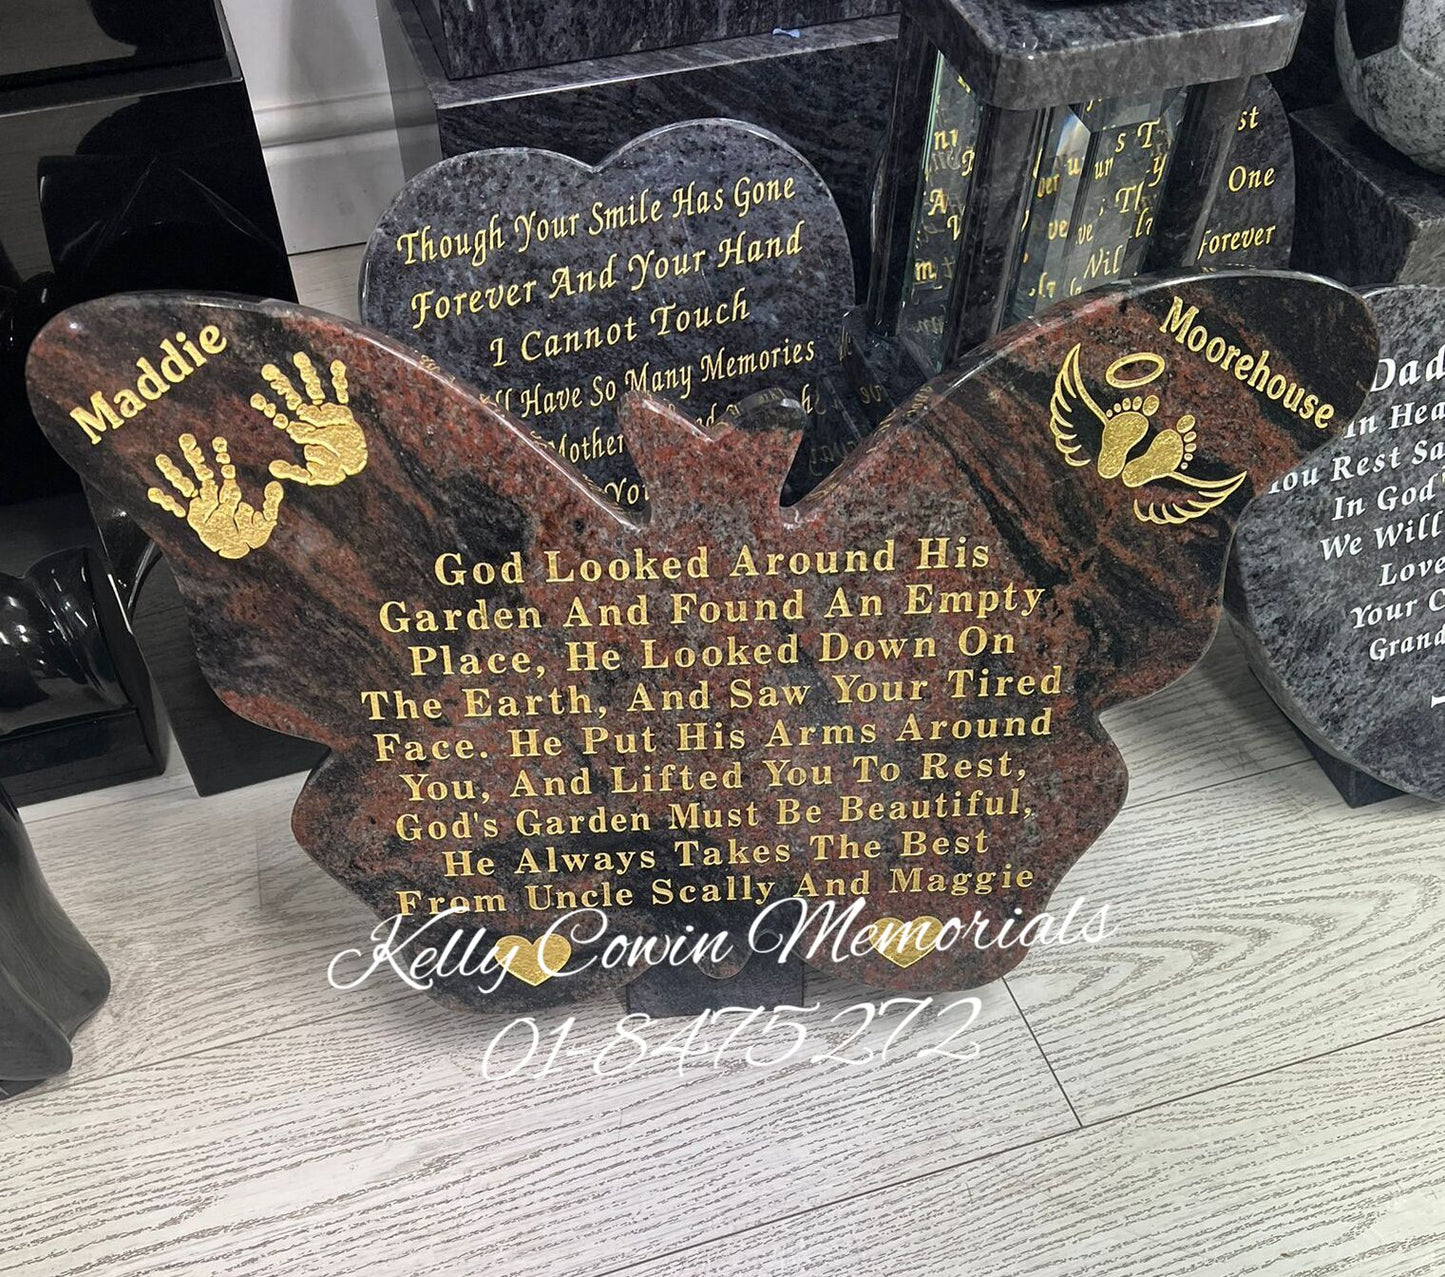 Though Your Smile Has Gone
Forever And Your Hand
I Cannot Touch
Have So Many Memories
Mother
st
One
forever
Maddie
Moorehouse
God Looked Around His
Garden And Found An Empty
Place, He Looked Down On
The Earth, And Saw Your Tired
Face. He Put His Arms Around
You, And Lifted You To Rest,
God's Garden Must Be Beautiful,
He Always Takes The Best
From Uncle Scally And Maggie
Dad
In Hea
You Rest Sa
In God'
We Will
Love
Your
Grand
Kelly Cowin Memorials
01-8475272